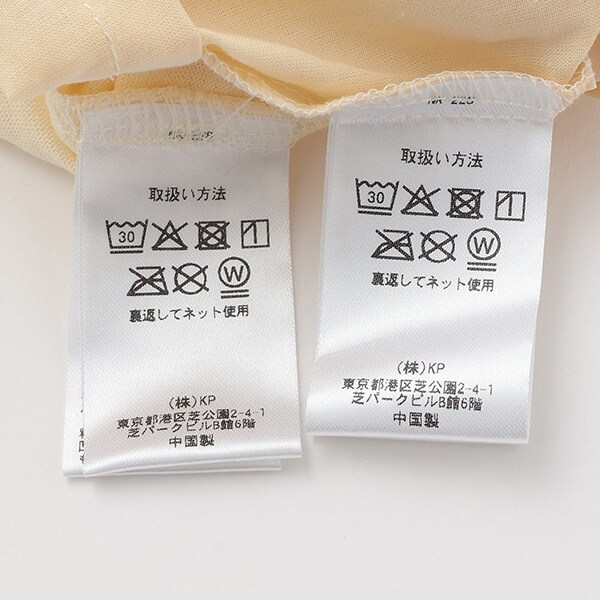 取扱い方法
30
W
裏返してネット使用
(株)KP
東京都港区芝公園2-4-1
芝パークビルB館6階
中国製
取扱い方法
30
W
裏返してネット使用
(株)KP
東京都港区芝公園2-4-1
芝パークビルB館6階
中国製